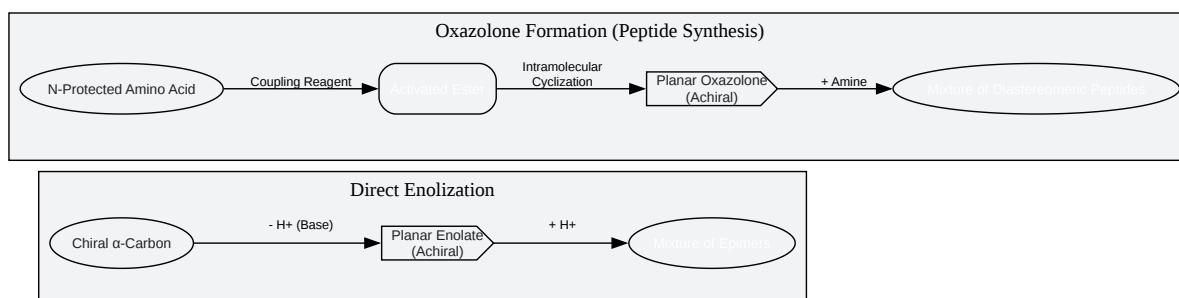 Oxazolone Formation (Peptide Synthesis)
N-Protected Amino Acid
Coupling Reagent
Activated Ester
Intramolecular
Cyclization
Planar Oxazolone
(Achiral)
+ Amine
Mixture of Diastereomeric Peptides
Direct Enolization
Chiral α-Carbon
- H+ (Base)
Planar Enolate
(Achiral)
+ H+
Mixture of Epimers